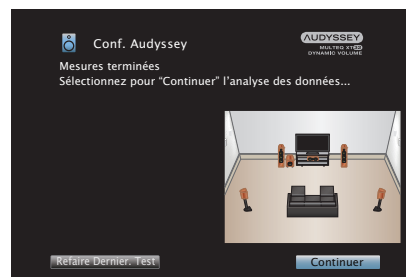 Conf. Audyssey
AUDYSSEY
MULTEQ XT32
DYNAMIC VOLUME
Mesures terminées
Sélectionnez pour “Continuer” l’analyse des données...
Refaire Dernier. Test
Continuer